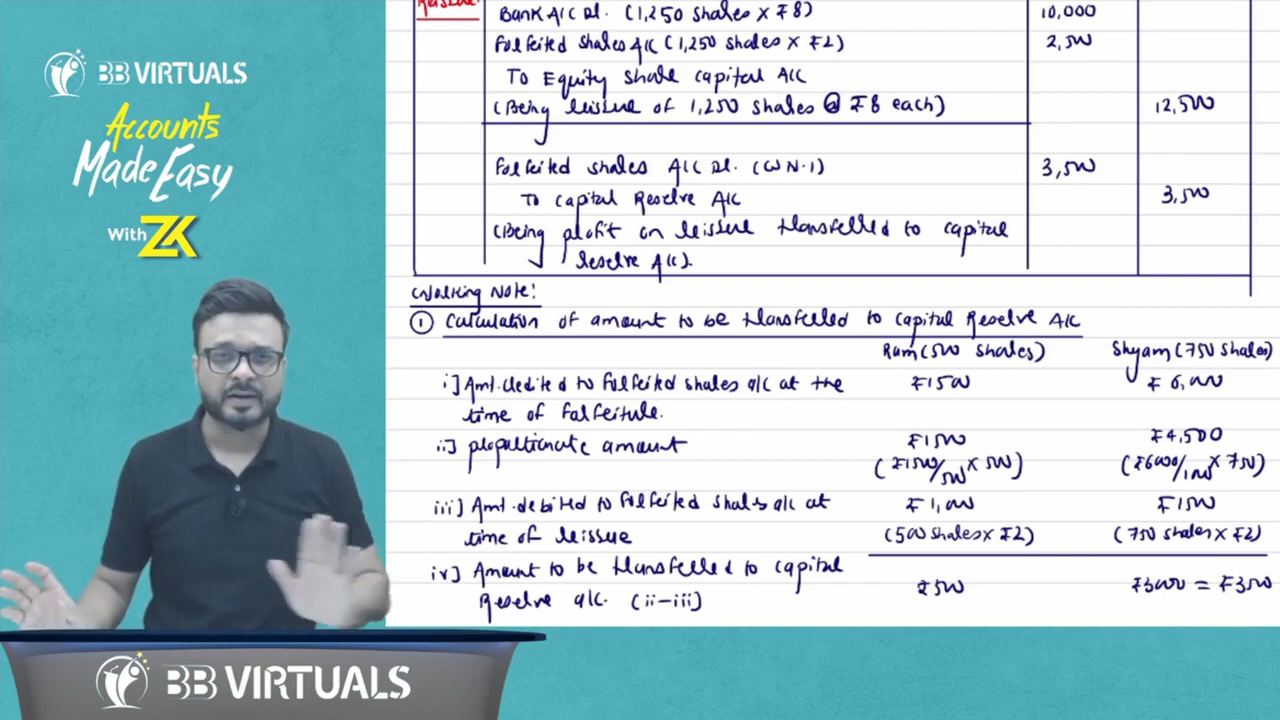 BB VIRTUALS
Accounts
Made Easy
With ZK
Reissue
Bank A/C Dr. (1,250 shares x ₹8) 10,000
Forfeited shares A/C (1,250 shares x ₹2) 2,500
To Equity share capital A/C
(Being reissue of 1,250 shares @ ₹8 each) 12,500
Forfeited shares A/C Dr. (WN.1) 3,500
To capital Reserve A/C 3,500
(Being profit on reissue transferred to capital
reserve A/c)
Working Note:
① Calculation of amount to be transferred to capital Reserve A/C
Ram (500 shares) Shyam (750 shares)
i] Amt. credited to forfeited shares a/c at the ₹1500 ₹6,000
time of forfeiture.
ii] proportionate amount ₹1500 ₹4,500
(₹1500/500 x 500) (₹6000/1000 x 750)
iii] Amt. debited to forfeited shares a/c at ₹1,000 ₹1500
time of reissue (500 shares x ₹2) (750 shares x ₹2)
iv] Amount to be transferred to capital
Reserve a/c. (ii-iii) ₹500 ₹3000 = ₹3500
BB VIRTUALS